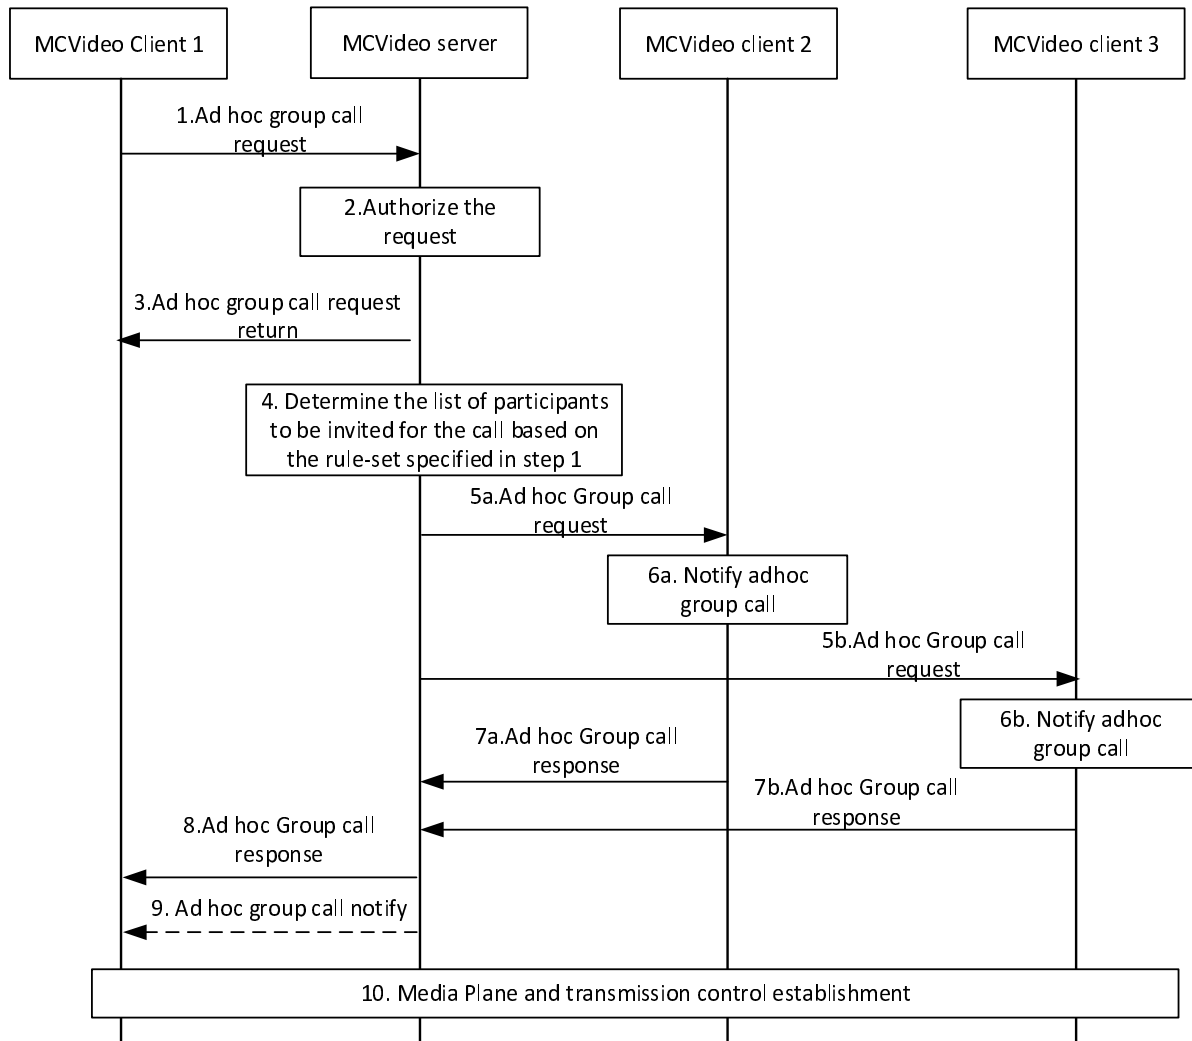 MCVideo Client 1
MCVideo server
MCVideo client 2
MCVideo client 3
1.Ad hoc group call
request
2.Authorize the
request
3.Ad hoc group call request
return
4. Determine the list of participants
to be invited for the call based on
the rule-set specified in step 1
5a.Ad hoc Group call
request
6a. Notify adhoc
group call
5b.Ad hoc Group call
request
6b. Notify adhoc
group call
7a.Ad hoc Group call
response
7b.Ad hoc Group call
response
8.Ad hoc Group call
response
9. Ad hoc group call notify
10. Media Plane and transmission control establishment